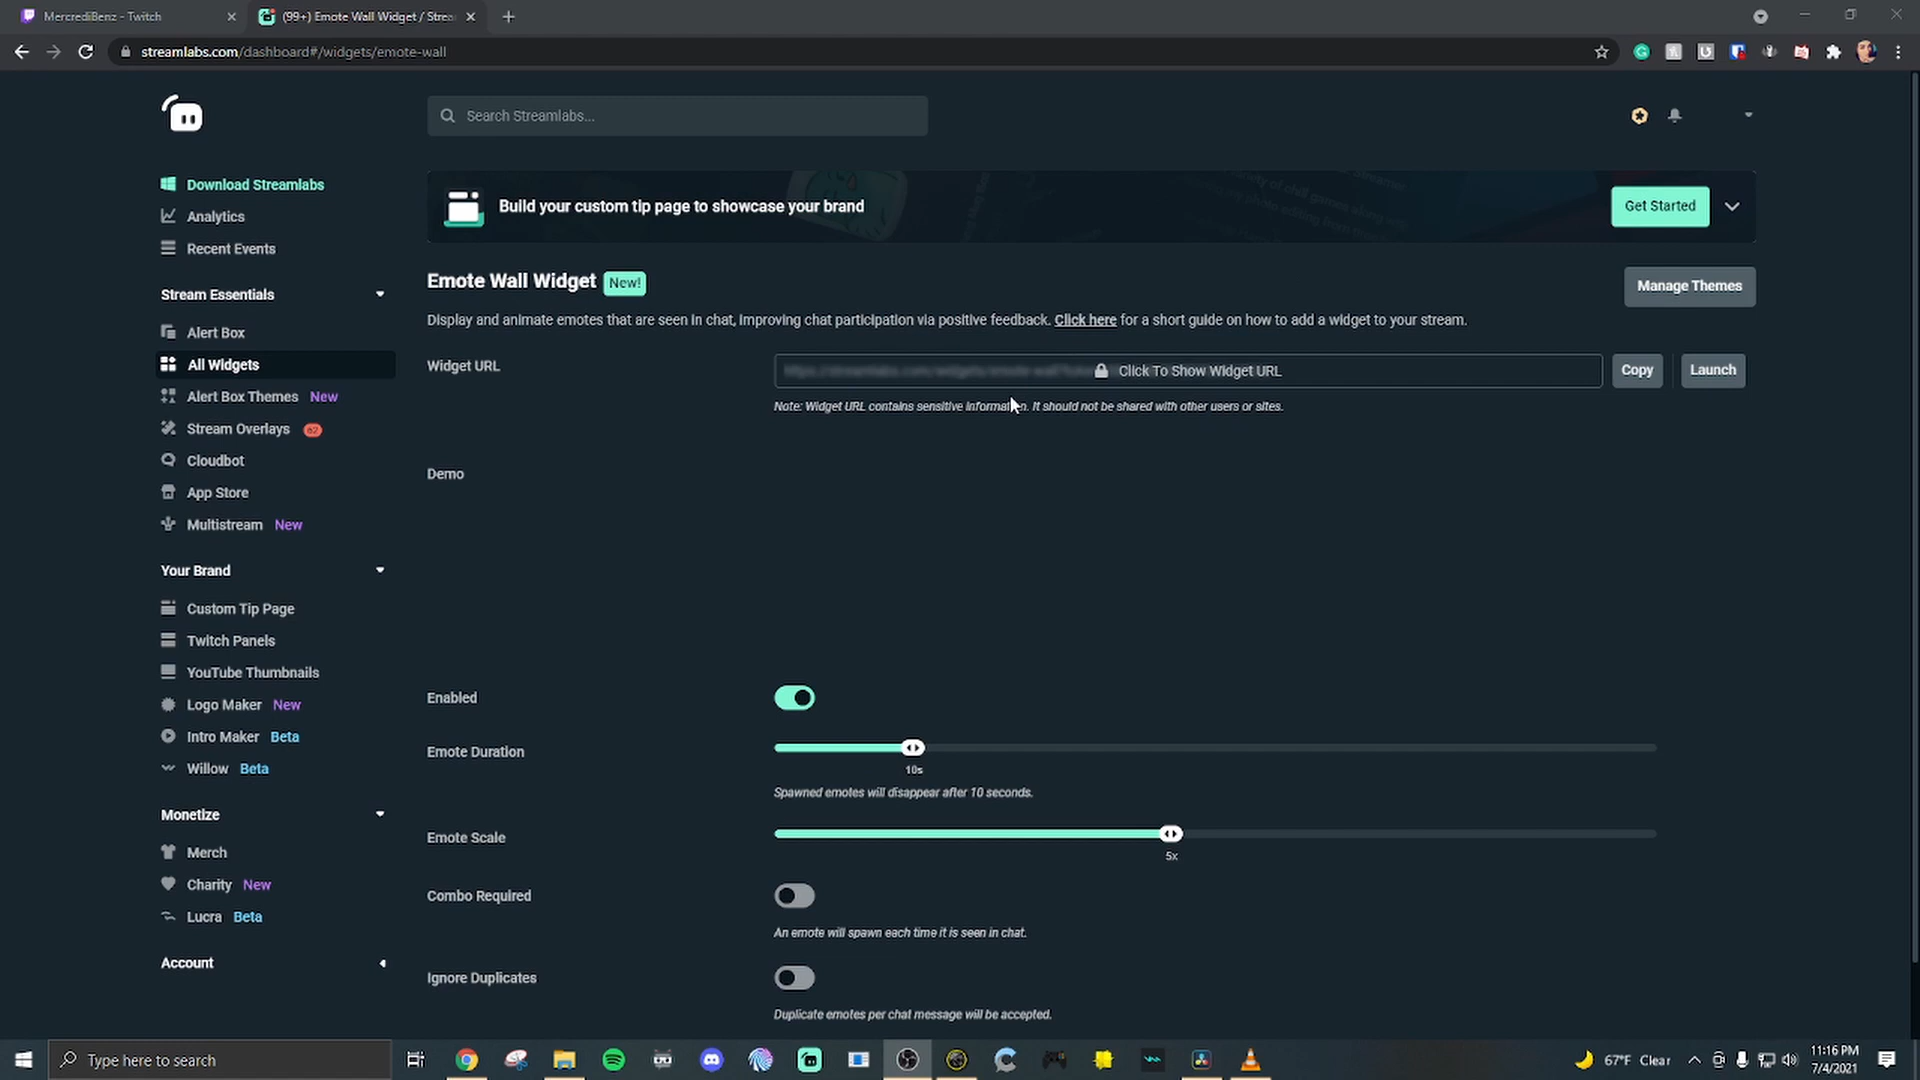 MercrediBenz - Twitch
(99+) Emote Wall Widget / Strea
streamlabs.com/dashboard#/widgets/emote-wall
Search Streamlabs...
Download Streamlabs
Analytics
Recent Events
Stream Essentials
Alert Box
All Widgets
Alert Box Themes New
Stream Overlays 62
Cloudbot
App Store
Multistream New
Your Brand
Custom Tip Page
Twitch Panels
YouTube Thumbnails
Logo Maker New
Intro Maker Beta
Willow Beta
Monetize
Merch
Charity New
Lucra Beta
Account
Build your custom tip page to showcase your brand
Get Started
Emote Wall Widget New!
Manage Themes
Display and animate emotes that are seen in chat, improving chat participation via positive feedback. Click here for a short guide on how to add a widget to your stream.
Widget URL
Click To Show Widget URL
Copy
Launch
Note: Widget URL contains sensitive information. It should not be shared with other users or sites.
Demo
Enabled
Emote Duration
10s
Spawned emotes will disappear after 10 seconds.
Emote Scale
5x
Combo Required
An emote will spawn each time it is seen in chat.
Ignore Duplicates
Duplicate emotes per chat message will be accepted.
Type here to search
67°F Clear
11:16 PM
7/4/2021